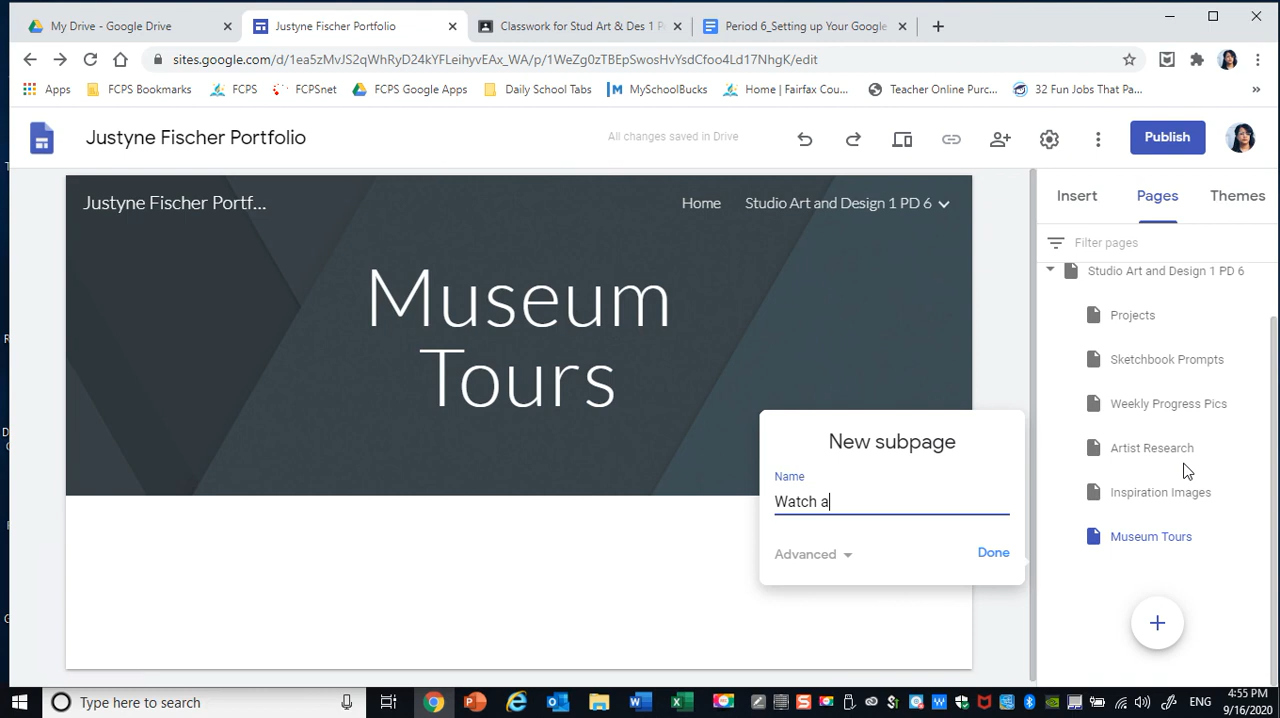 My Drive - Google Drive
Justyne Fischer Portfolio
Classwork for Stud Art & Des 1 P
Period 6_Setting up Your Google
sites.google.com/d/1ea5zMvJS2qWhRyD24kYFLeihyvEAx_WA/p/1WeZg0zTBEpSwosHvYsdCfoo4Ld17NhgK/edit
Apps
FCPS Bookmarks
FCPS
FCPSnet
FCPS Google Apps
Daily School Tabs
MySchoolBucks
Home | Fairfax Cou...
Teacher Online Purc...
32 Fun Jobs That Pa...
Justyne Fischer Portfolio
All changes saved in Drive
Publish
Justyne Fischer Portf...
Home
Studio Art and Design 1 PD 6
Museum
Tours
Insert
Pages
Themes
Filter pages
Studio Art and Design 1 PD 6
Projects
Sketchbook Prompts
Weekly Progress Pics
Artist Research
Inspiration Images
Museum Tours
New subpage
Name
Watch a
Advanced
Done
Type here to search
ENG
4:55 PM
9/16/2020